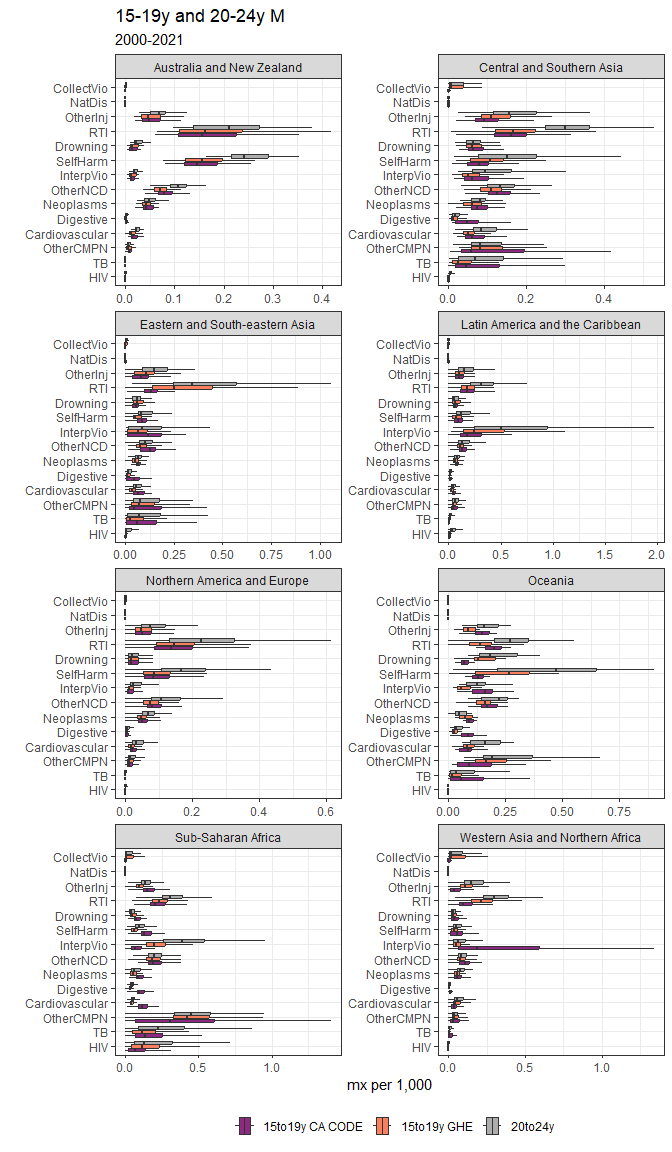 15-19y and 20-24y M
2000-2021
Australia and New Zealand
Central and Southern Asia
CollectVio
NatDis
OtherInj
RTI
Drowning
SelfHarm
InterpVio
OtherNCD
Neoplasms
Digestive
Cardiovascular
OtherCMPN
TB
HIV
CollectVio
NatDis
OtherInj
RTI
Drowning
SelfHarm
InterpVio
OtherNCD
Neoplasms
Digestive
Cardiovascular
OtherCMPN
TB
HIV
0.0 0.1 0.2 0.3 0.4
0.0 0.2 0.4
Eastern and South-eastern Asia
Latin America and the Caribbean
CollectVio
NatDis
OtherInj
RTI
Drowning
SelfHarm
InterpVio
OtherNCD
Neoplasms
Digestive
Cardiovascular
OtherCMPN
TB
HIV
CollectVio
NatDis
OtherInj
RTI
Drowning
SelfHarm
InterpVio
OtherNCD
Neoplasms
Digestive
Cardiovascular
OtherCMPN
TB
HIV
0.00 0.25 0.50 0.75 1.00
0.0 0.5 1.0 1.5 2.0
Northern America and Europe
Oceania
CollectVio
NatDis
OtherInj
RTI
Drowning
SelfHarm
InterpVio
OtherNCD
Neoplasms
Digestive
Cardiovascular
OtherCMPN
TB
HIV
CollectVio
NatDis
OtherInj
RTI
Drowning
SelfHarm
InterpVio
OtherNCD
Neoplasms
Digestive
Cardiovascular
OtherCMPN
TB
HIV
0.0 0.2 0.4 0.6
0.00 0.25 0.50 0.75
Sub-Saharan Africa
Western Asia and Northern Africa
CollectVio
NatDis
OtherInj
RTI
Drowning
SelfHarm
InterpVio
OtherNCD
Neoplasms
Digestive
Cardiovascular
OtherCMPN
TB
HIV
CollectVio
NatDis
OtherInj
RTI
Drowning
SelfHarm
InterpVio
OtherNCD
Neoplasms
Digestive
Cardiovascular
OtherCMPN
TB
HIV
0.0 0.5 1.0
0.0 0.5 1.0
mx per 1,000
15to19y CA CODE 15to19y GHE 20to24y